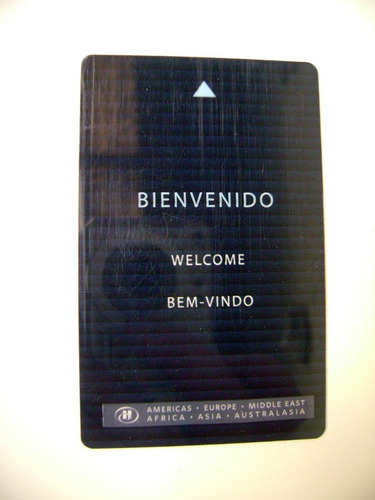 BIENVENIDO
WELCOME
BEM-VINDO
AMERICAS · EUROPE · MIDDLE EAST
AFRICA · ASIA · AUSTRALASIA